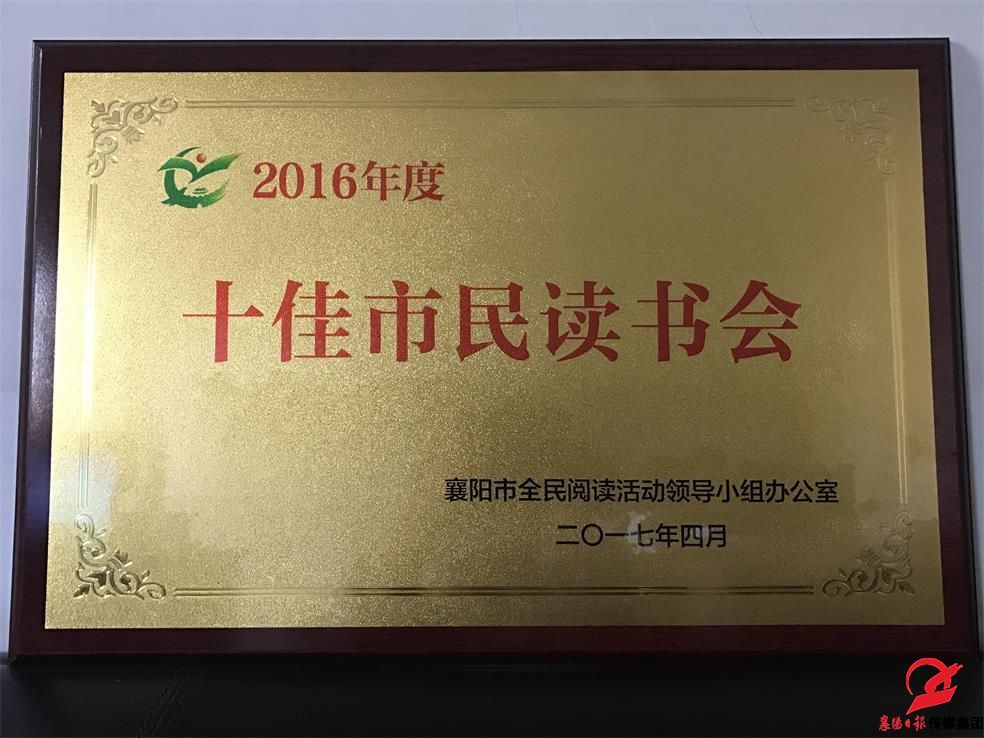 2016年度
十佳市民读书会
襄阳市全民阅读活动领导小组办公室
二〇一七年四月
襄阳日报传媒集团